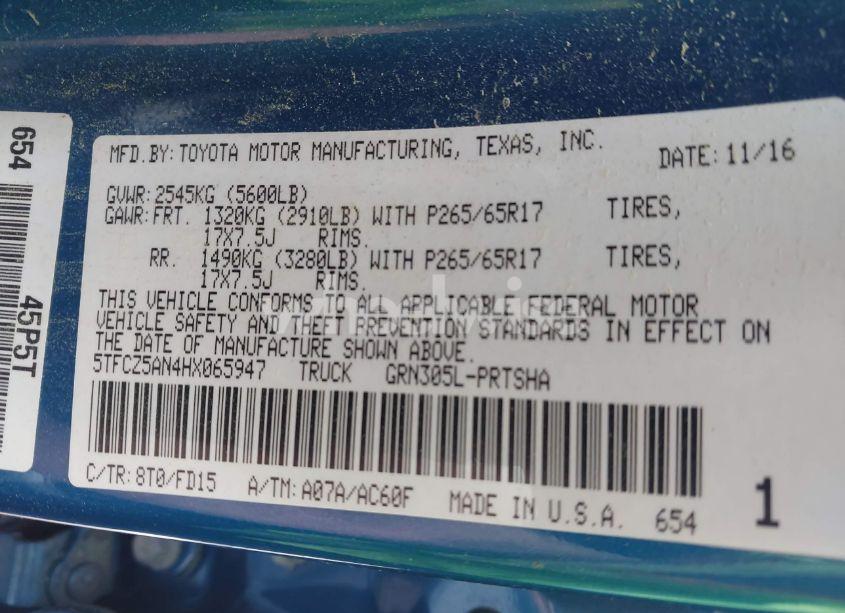 654
45P5T
MFD.BY:TOYOTA MOTOR MANUFACTURING, TEXAS, INC. DATE:11/16
GVWR:2545KG (5600LB)
GAWR:FRT. 1320KG (2910LB) WITH P265/65R17 TIRES,
17X7.5J RIMS.
RR. 1490KG (3280LB) WITH P265/65R17 TIRES,
17X7.5J RIMS.
THIS VEHICLE CONFORMS TO ALL APPLICABLE FEDERAL MOTOR
VEHICLE SAFETY AND THEFT PREVENTION STANDARDS IN EFFECT ON
THE DATE OF MANUFACTURE SHOWN ABOVE.
5TFCZ5AN4HX065947 TRUCK GRN305L-PRTSHA
C/TR:8T0/FD15 A/TM:A07A/AC60F MADE IN U.S.A. 654 1